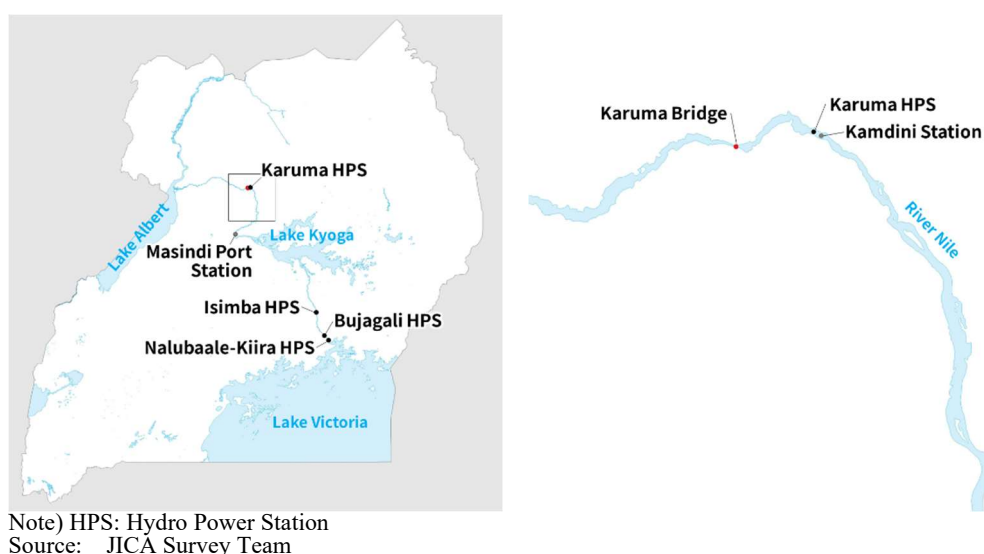 Karuma HPS
Lake Albert
Lake Kyoga
Masindi Port
Station
Isimba HPS
Bujagali HPS
Nalubaale-Kiira HPS
Lake Victoria
Karuma Bridge
Karuma HPS
Kamdini Station
River Nile
Note) HPS: Hydro Power Station
Source: JICA Survey Team